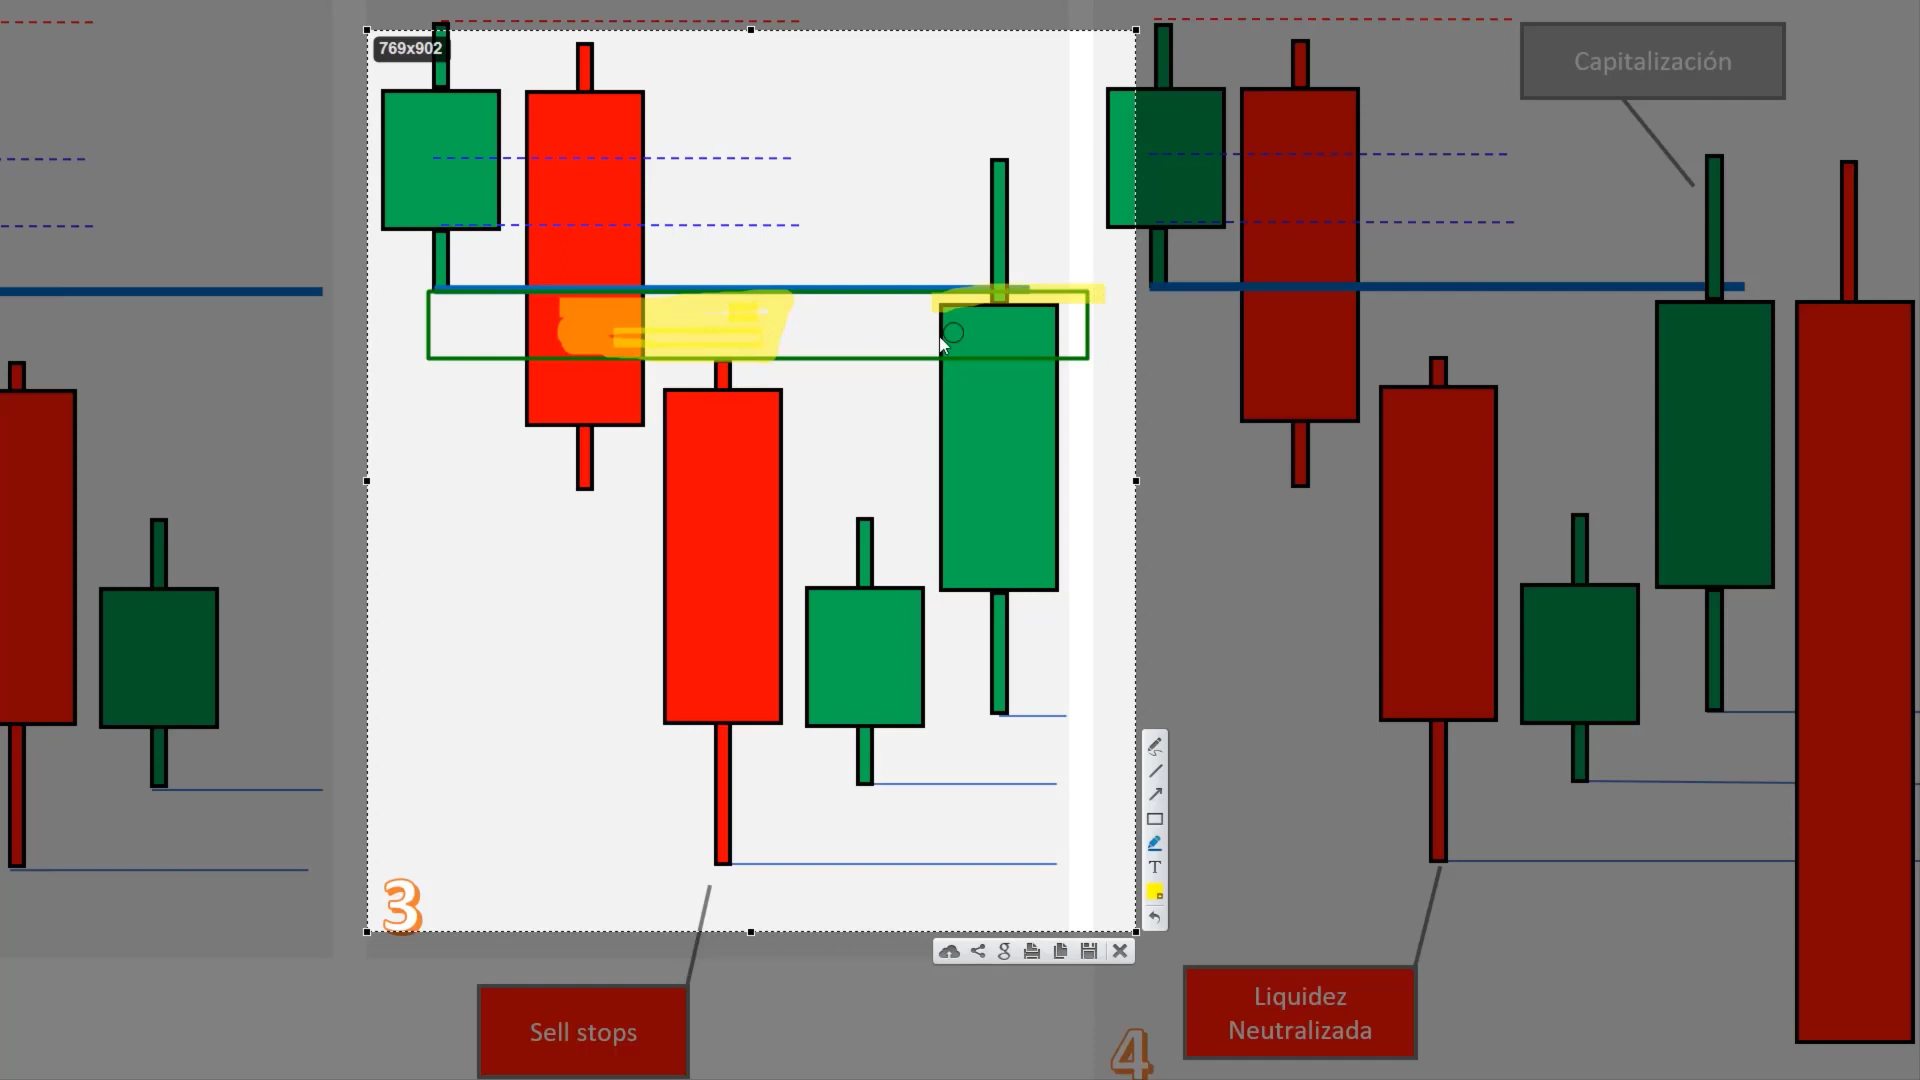 769x902
Capitalización
3
T
Sell stops
Liquidez
Neutralizada
4